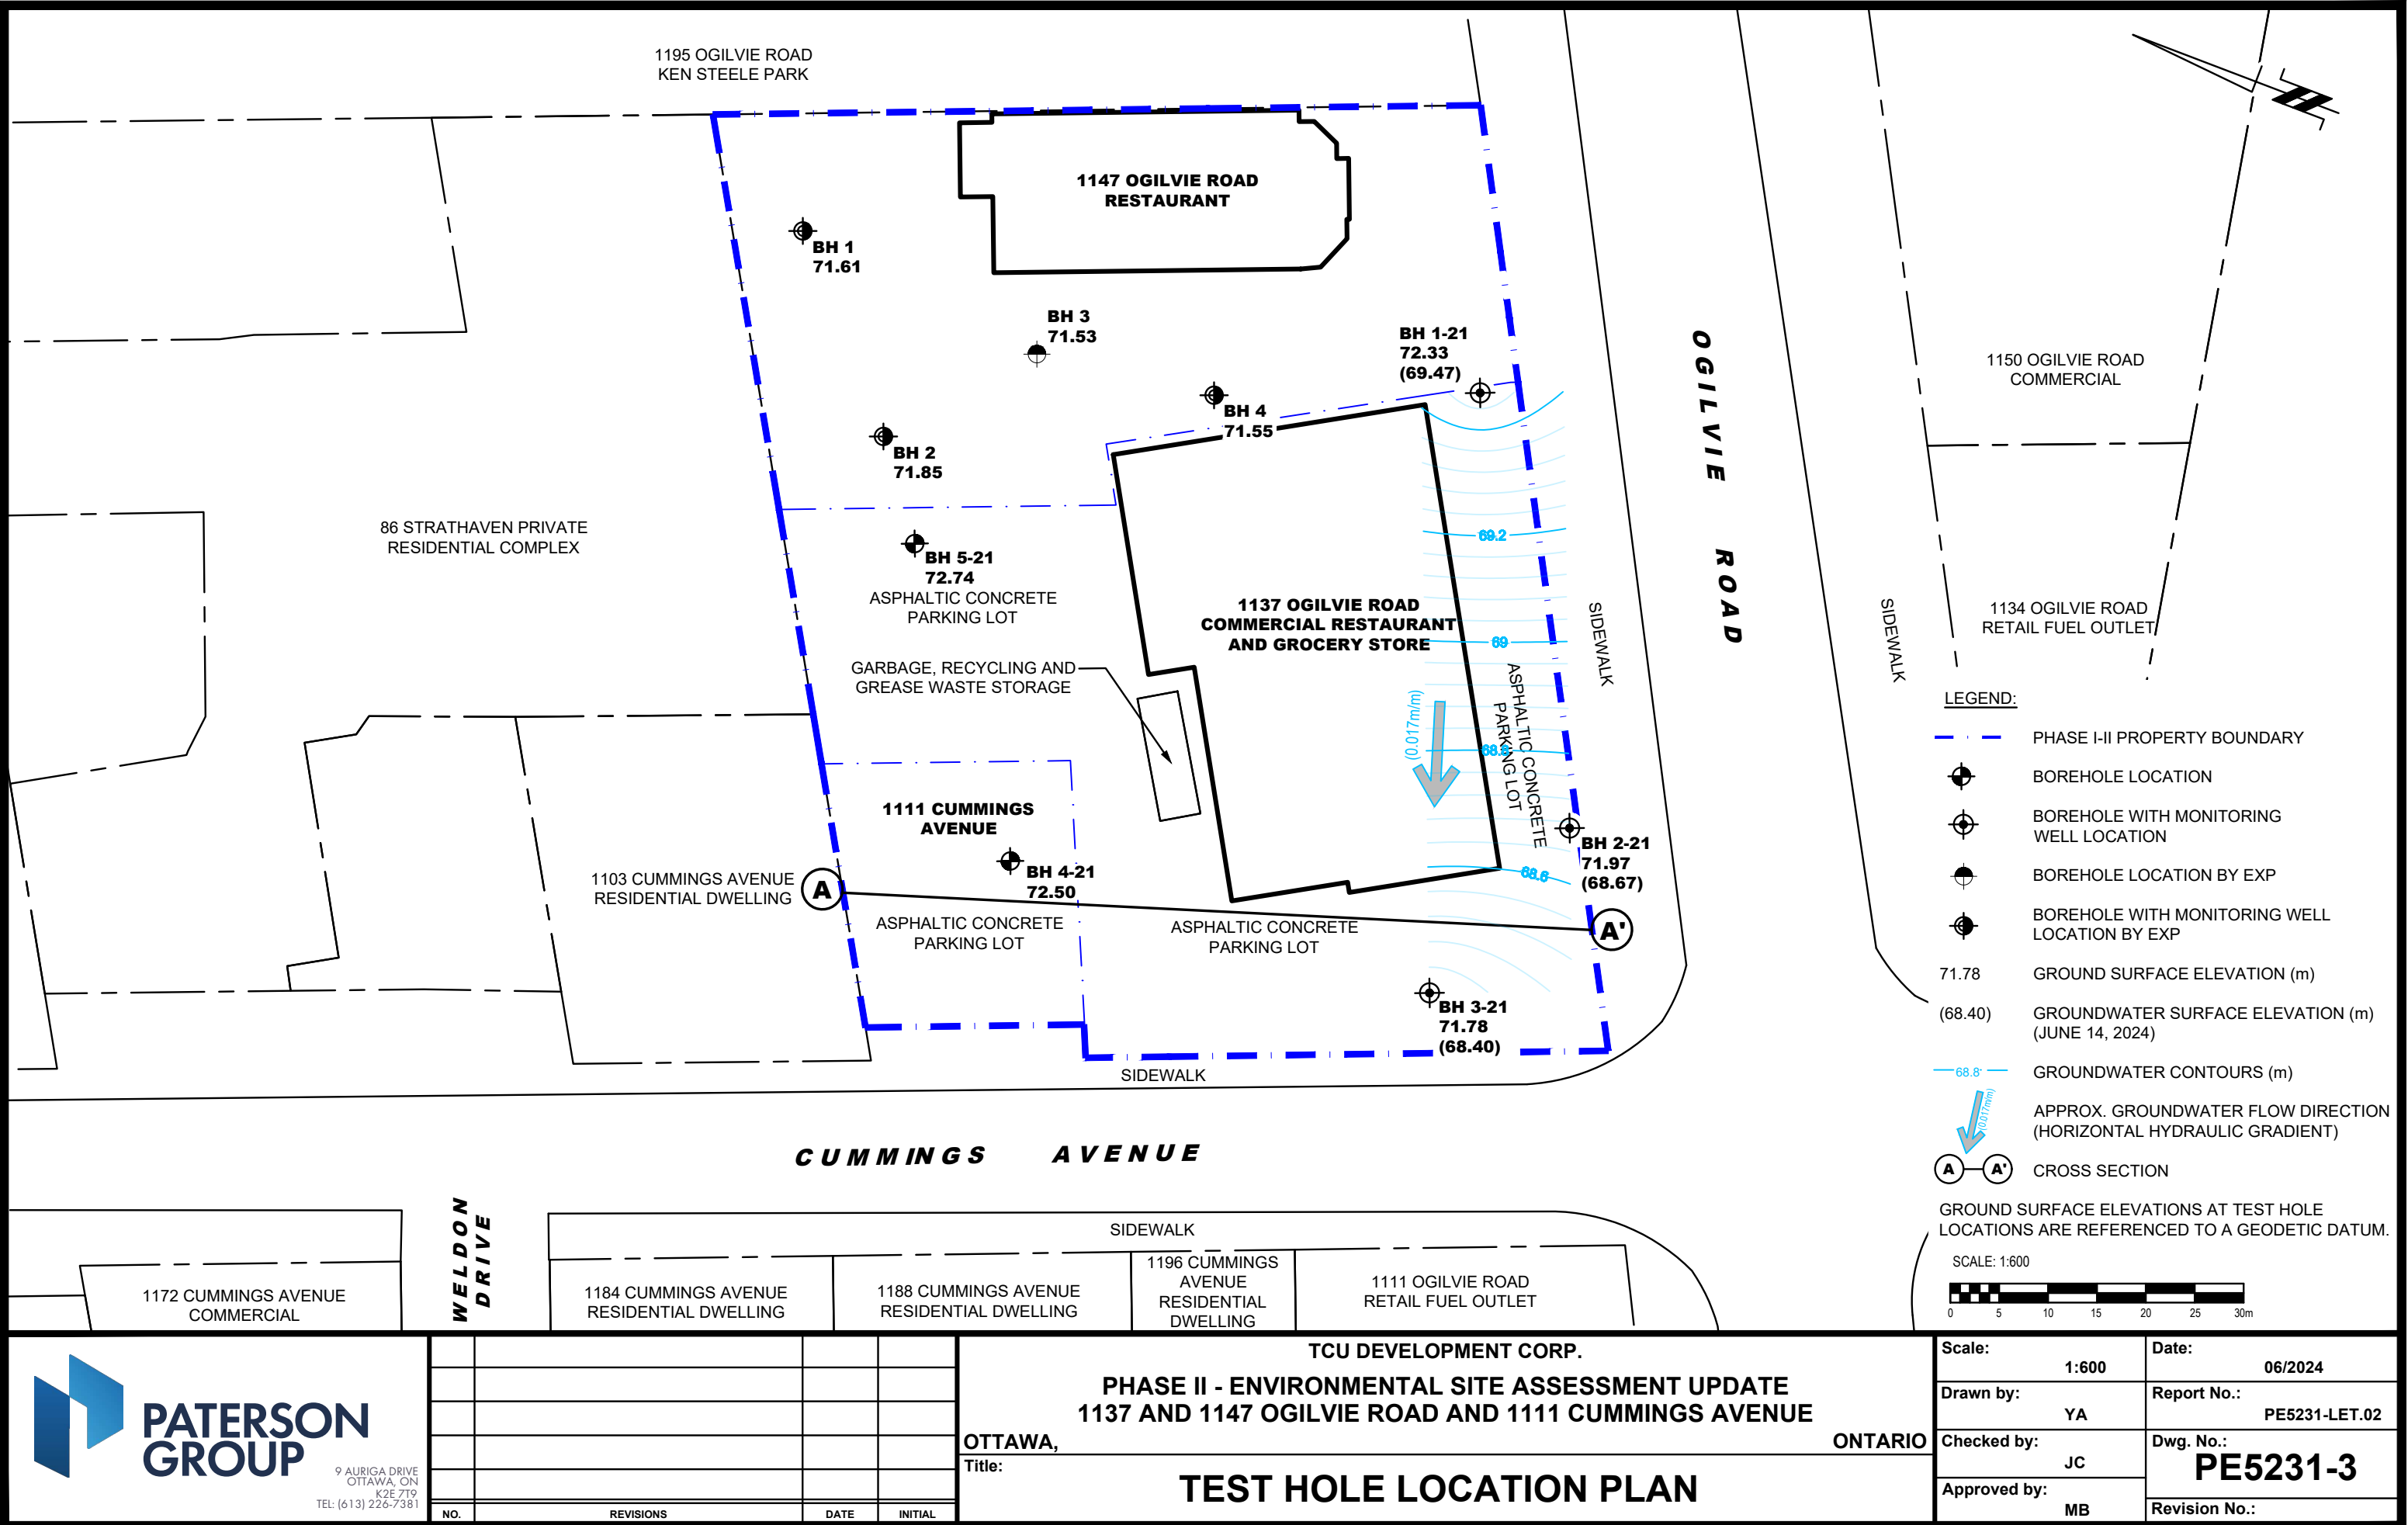 1195 OGILVIE ROAD
KEN STEELE PARK
1147 OGILVIE ROAD
RESTAURANT
BH 1
71.61
BH 3
71.53
BH 1-21
72.33
(69.47)
BH 4
71.55
BH 2
71.85
OGILVIE ROAD
1150 OGILVIE ROAD
COMMERCIAL
86 STRATHAVEN PRIVATE
RESIDENTIAL COMPLEX
BH 5-21
72.74
ASPHALTIC CONCRETE
PARKING LOT
69.2
1137 OGILVIE ROAD
COMMERCIAL RESTAURANT
AND GROCERY STORE
69
SIDEWALK
SIDEWALK
1134 OGILVIE ROAD
RETAIL FUEL OUTLET
GARBAGE, RECYCLING AND
GREASE WASTE STORAGE
(0.017m/m)
ASPHALTIC CONCRETE
PARKING LOT
68.8
1111 CUMMINGS
AVENUE
BH 4-21
72.50
1103 CUMMINGS AVENUE
RESIDENTIAL DWELLING
A
BH 2-21
71.97
(68.67)
68.6
ASPHALTIC CONCRETE
PARKING LOT
ASPHALTIC CONCRETE
PARKING LOT
A'
BH 3-21
71.78
(68.40)
SIDEWALK
CUMMINGS AVENUE
WELDON
DRIVE
SIDEWALK
1172 CUMMINGS AVENUE
COMMERCIAL
1184 CUMMINGS AVENUE
RESIDENTIAL DWELLING
1188 CUMMINGS AVENUE
RESIDENTIAL DWELLING
1196 CUMMINGS
AVENUE
RESIDENTIAL
DWELLING
1111 OGILVIE ROAD
RETAIL FUEL OUTLET
LEGEND:
PHASE I-II PROPERTY BOUNDARY
BOREHOLE LOCATION
BOREHOLE WITH MONITORING
WELL LOCATION
BOREHOLE LOCATION BY EXP
BOREHOLE WITH MONITORING WELL
LOCATION BY EXP
71.78 GROUND SURFACE ELEVATION (m)
(68.40) GROUNDWATER SURFACE ELEVATION (m)
(JUNE 14, 2024)
68.8 GROUNDWATER CONTOURS (m)
(0.017m/m)
APPROX. GROUNDWATER FLOW DIRECTION
(HORIZONTAL HYDRAULIC GRADIENT)
A A' CROSS SECTION
GROUND SURFACE ELEVATIONS AT TEST HOLE
LOCATIONS ARE REFERENCED TO A GEODETIC DATUM.
SCALE: 1:600
0 5 10 15 20 25 30m
PATERSON
GROUP
9 AURIGA DRIVE
OTTAWA, ON
K2E 7T9
TEL: (613) 226-7381
NO. REVISIONS DATE INITIAL
TCU DEVELOPMENT CORP.
PHASE II - ENVIRONMENTAL SITE ASSESSMENT UPDATE
1137 AND 1147 OGILVIE ROAD AND 1111 CUMMINGS AVENUE
OTTAWA, ONTARIO
Title:
TEST HOLE LOCATION PLAN
Scale:
1:600
Date:
06/2024
Drawn by:
YA
Report No.:
PE5231-LET.02
Checked by:
JC
Dwg. No.:
PE5231-3
Approved by:
MB
Revision No.: